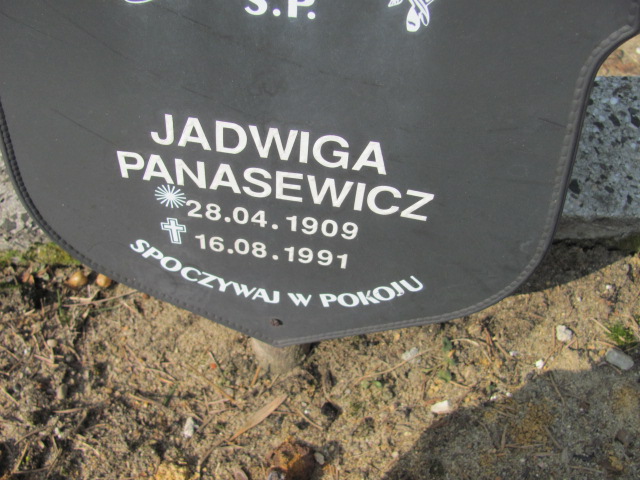 S.P.
JADWIGA
PANASEWICZ
28.04.1909
16.08.1991
SPOCZYWAJ W POKOJU